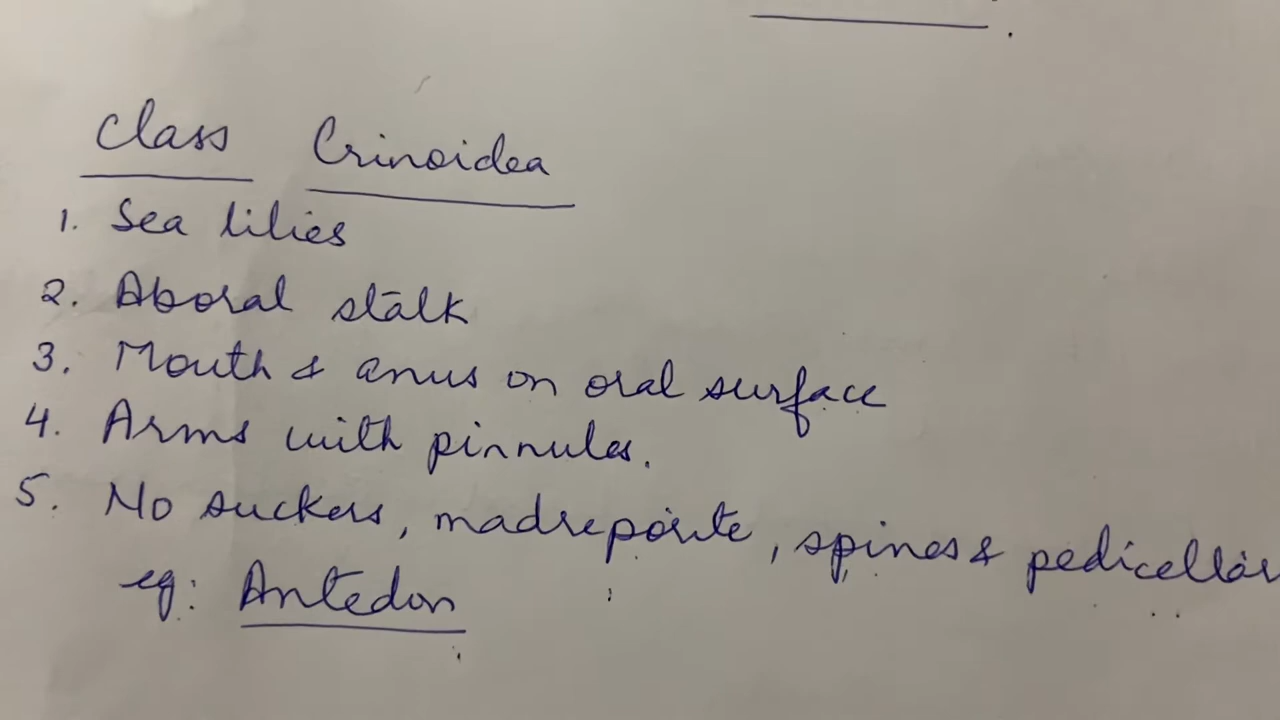 Class Crinoidea
1. Sea lilies
2. Aboral stalk
3. Mouth & anus on oral surface
4. Arms with pinnules.
5. No suckers, madreporite, spines &
eg: Antedon